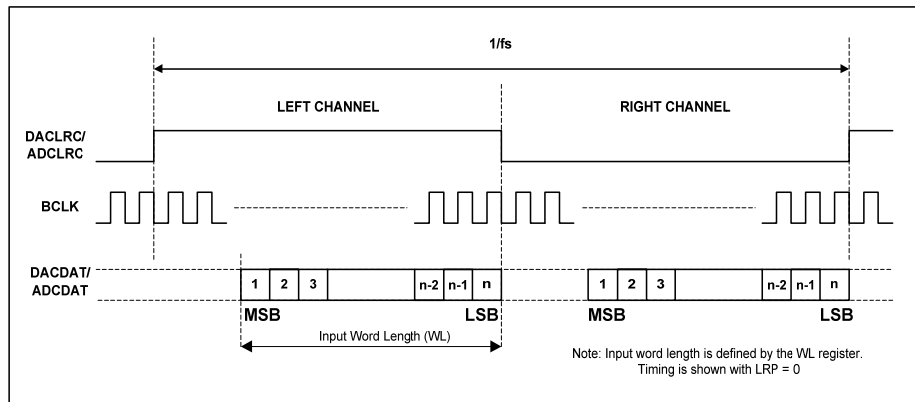 1/fs
LEFT CHANNEL
RIGHT CHANNEL
DACLRC/
ADCLRC
BCLK
DACDAT/
ADCDAT
1 2 3 n-2 n-1 n 1 2 3 n-2 n-1 n
MSB LSB MSB LSB
Input Word Length (WL)
Note: Input word length is defined by the WL register.
Timing is shown with LRP = 0